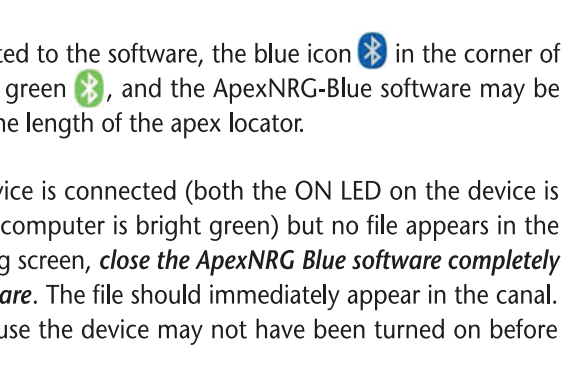 ted to the software, the blue icon in the corner of
green , and the ApexNRG-Blue software may be
ne length of the apex locator.
vice is connected (both the ON LED on the device is
computer is bright green) but no file appears in the
g screen, close the ApexNRG Blue software completely
are. The file should immediately appear in the canal.
use the device may not have been turned on before